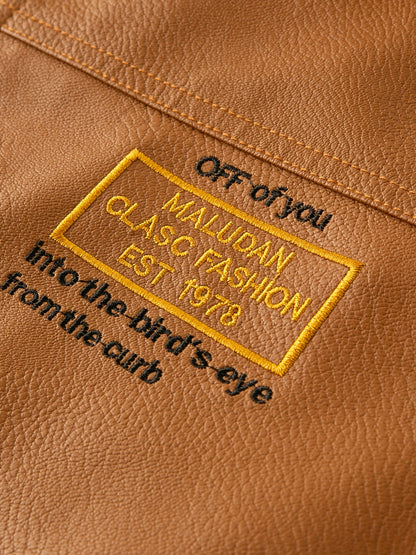 OFF of you
MALUDAN
CLASC FASHION
EST 1978
into the bird's-eye
from the curb